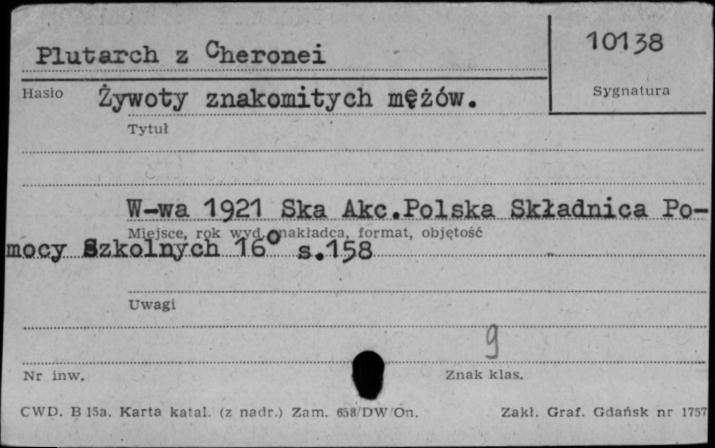 Plutarch z Cheronei
10138
Hasło
Sygnatura
Żywoty znakomitych mężów.
Tytuł
W-wa 1921 Ska Akc.Polska Składnica Po-
Miejsce, rok wyd. nakładca, format, objętość
mocy Szkolnych 16° s.158
Uwagi
9
Nr inw.
Znak klas.
CWD. B 15a. Karta katal. (z nadr.) Zam. 658/DW/On.
Zakł. Graf. Gdańsk nr 1757